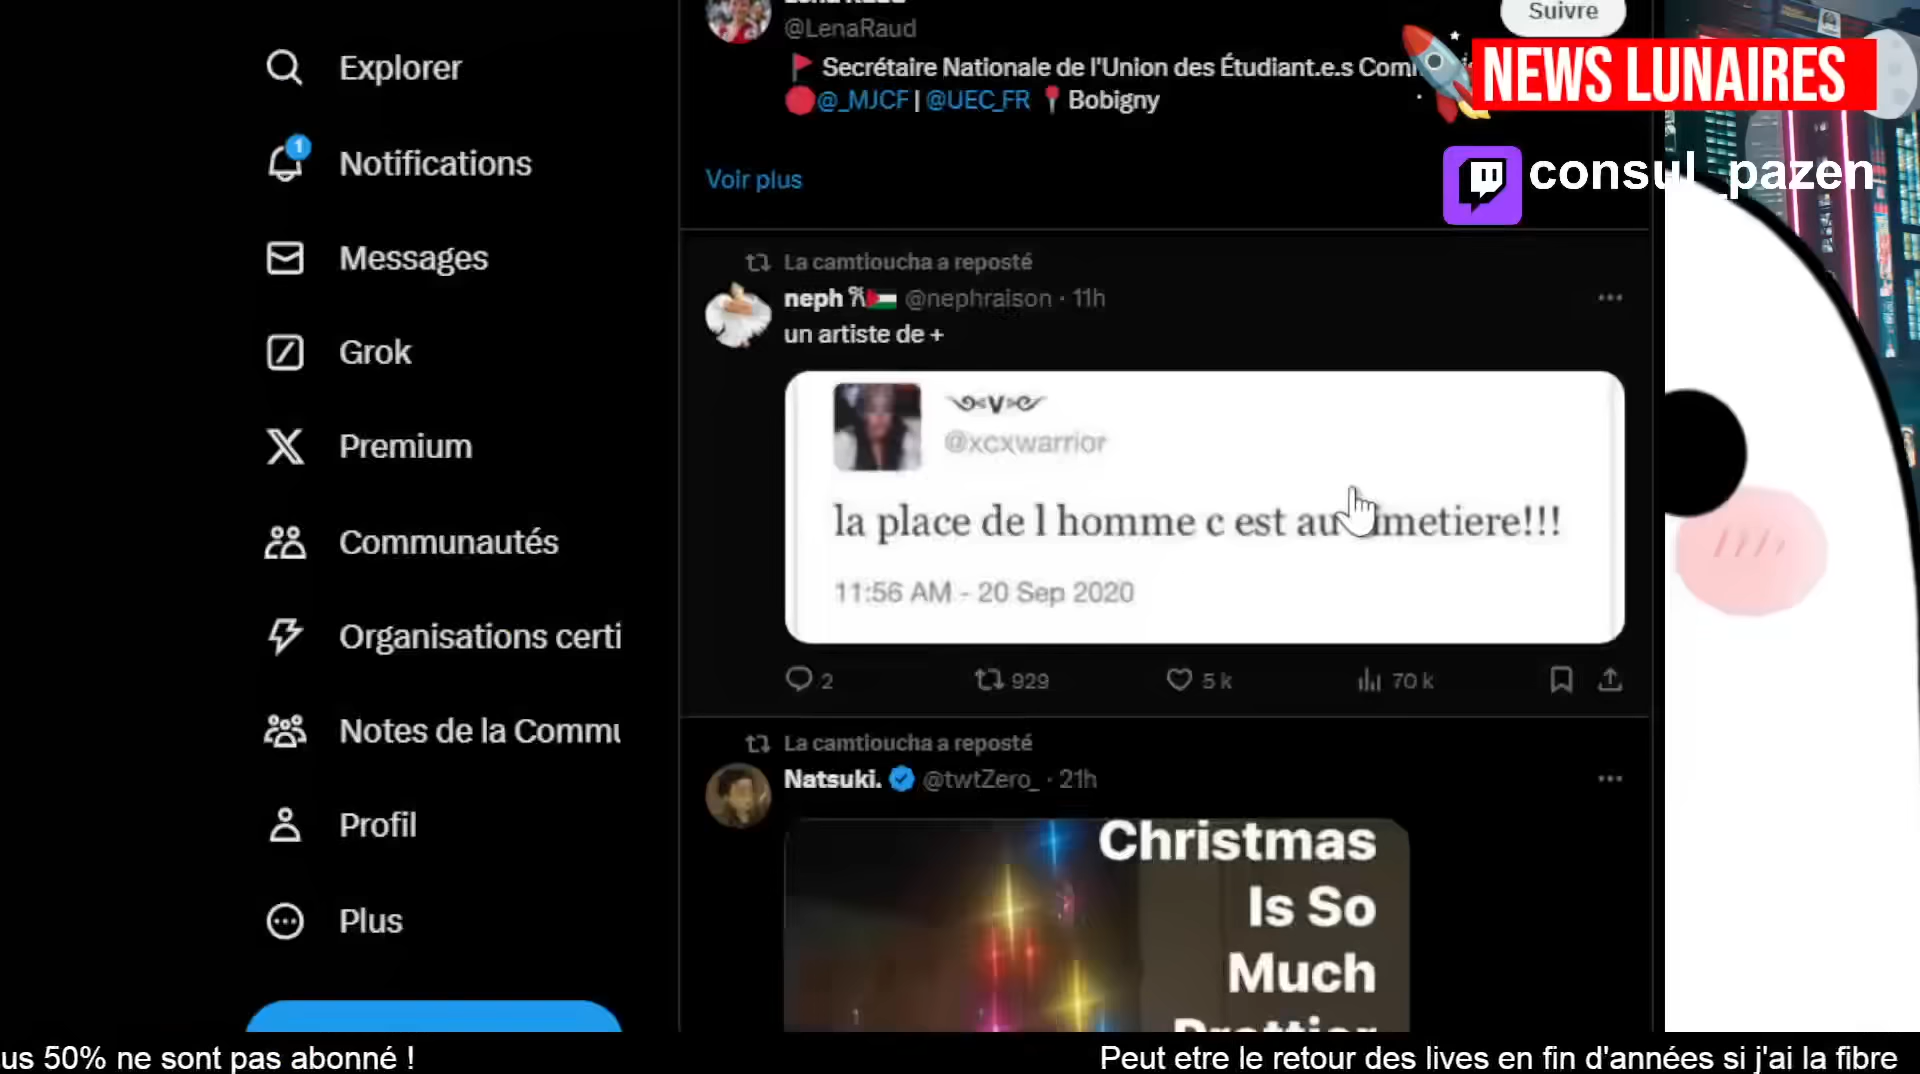 Explorer
Notifications
1
Messages
Grok
Premium
Communautés
Organisations certi
Notes de la Commu
Profil
Plus
@LenaRaud
Suivre
Secrétaire Nationale de l'Union des Étudiant.e.s
@_MJCF | @UEC_FR Bobigny
Voir plus
NEWS LUNAIRES
consul_pazen
La camtioucha a reposté
neph @nephraison · 11h
un artiste de +
V
@xcxwarrior
la place de l homme c est au !!!
11:56 AM - 20 Sep 2020
2 929 5 k 70 k
La camtioucha a reposté
Natsuki. @twtZero_ · 21h
Christmas
Is So
Much
us 50% ne sont pas abonné !
Peut etre le retour des lives en fin d'années si j'ai la fibre